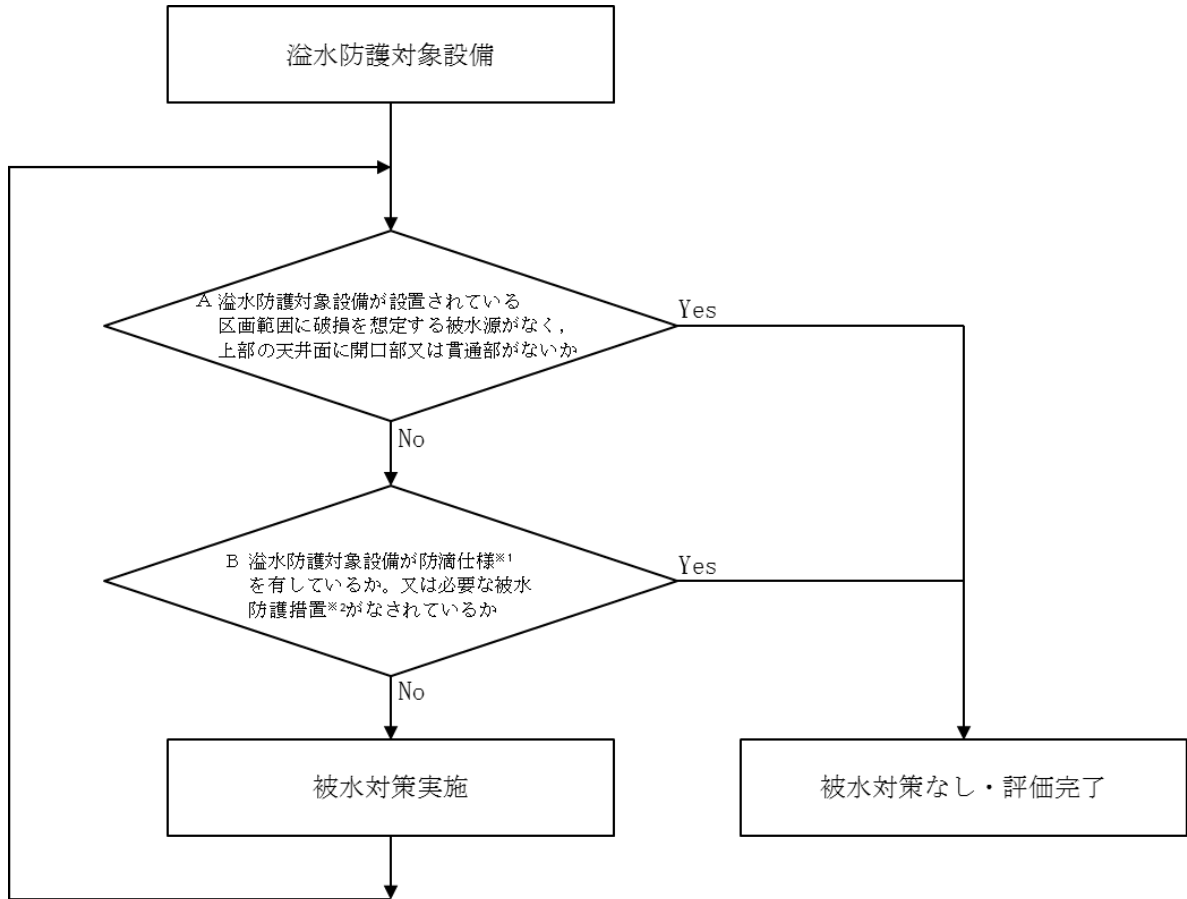 溢水防護対象設備
A 溢水防護対象設備が設置されている
区画範囲に破損を想定する被水源がなく，
上部の天井面に開口部又は貫通部がないか
Yes
No
B 溢水防護対象設備が防滴仕様※1
を有しているか。又は必要な被水
防護措置※2がなされているか
Yes
No
被水対策実施
被水対策なし・評価完了